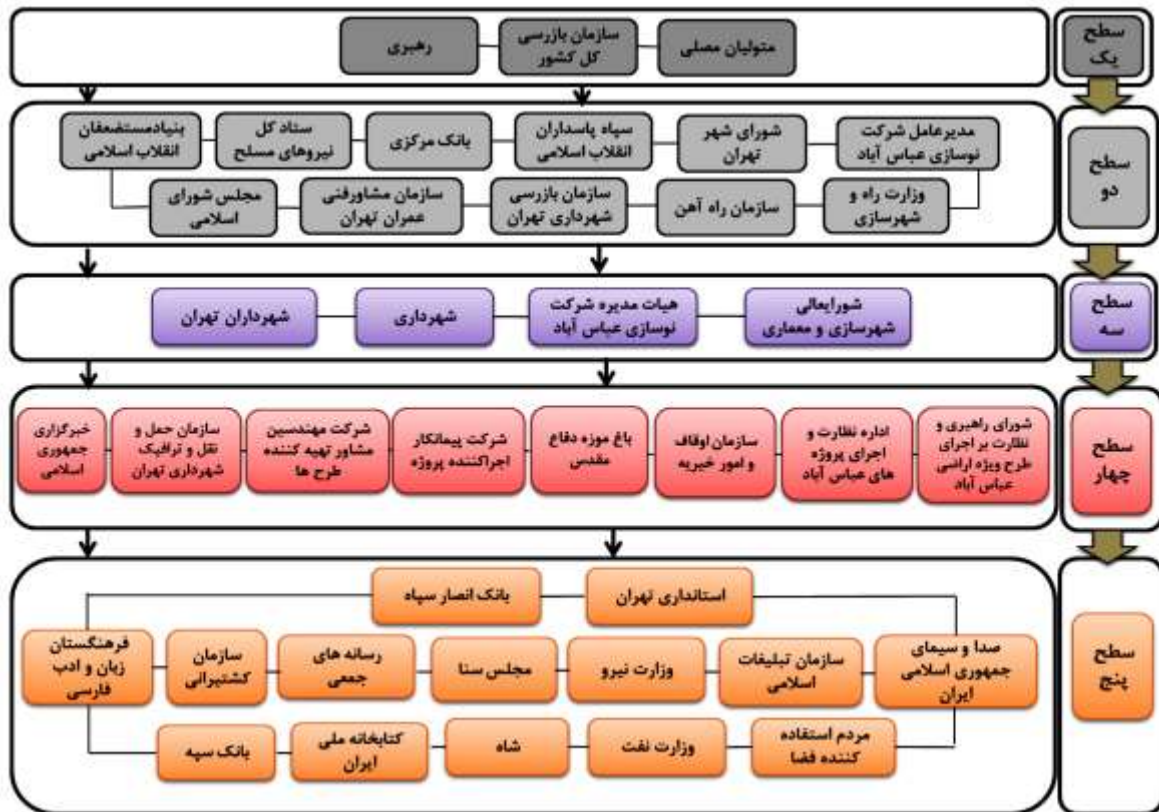 سطح
یک
متولیان مصلی
سازمان بازرسی
کل کشور
رهبری
سطح
دو
مدیرعامل شرکت
نوسازی عباس آباد
شورای شهر
تهران
سپاه پاسداران
انقلاب اسلامی
بانک مرکزی
ستاد کل
نیروهای مسلح
بنیادمستضعفان
انقلاب اسلامی
وزارت راه و
شهرسازی
سازمان راه آهن
سازمان بازرسی
شهرداری تهران
سازمان مشاورفنی
عمران تهران
مجلس شورای
اسلامی
سطح
سه
شورایعالی
شهرسازی و معماری
هیات مدیره شرکت
نوسازی عباس آباد
شهرداری
شهرداران تهران
سطح
چهار
شورای راهبری و
نظارت بر اجرای
طرح ویژه اراضی
عباس آباد
اداره نظارت و
اجرای پروژه
های عباس آباد
سازمان اوقاف
و امور خیریه
باغ موزه دفاع
مقدس
شرکت پیمانکار
اجراکننده پروژه
شرکت مهندسین
مشاور تهیه کننده
طرح ها
سازمان حمل و
نقل و ترافیک
شهرداری تهران
خبرگزاری
جمهوری
اسلامی
سطح
پنج
استانداری تهران
بانک انصار سپاه
صدا و سیمای
جمهوری اسلامی
ایران
سازمان تبلیغات
اسلامی
وزارت نیرو
مجلس سنا
رسانه های
جمعی
سازمان
کشتیرانی
فرهنگستان
زبان و ادب
فارسی
مردم استفاده
کننده فضا
وزارت نفت
شاه
کتابخانه ملی
ایران
بانک سپه